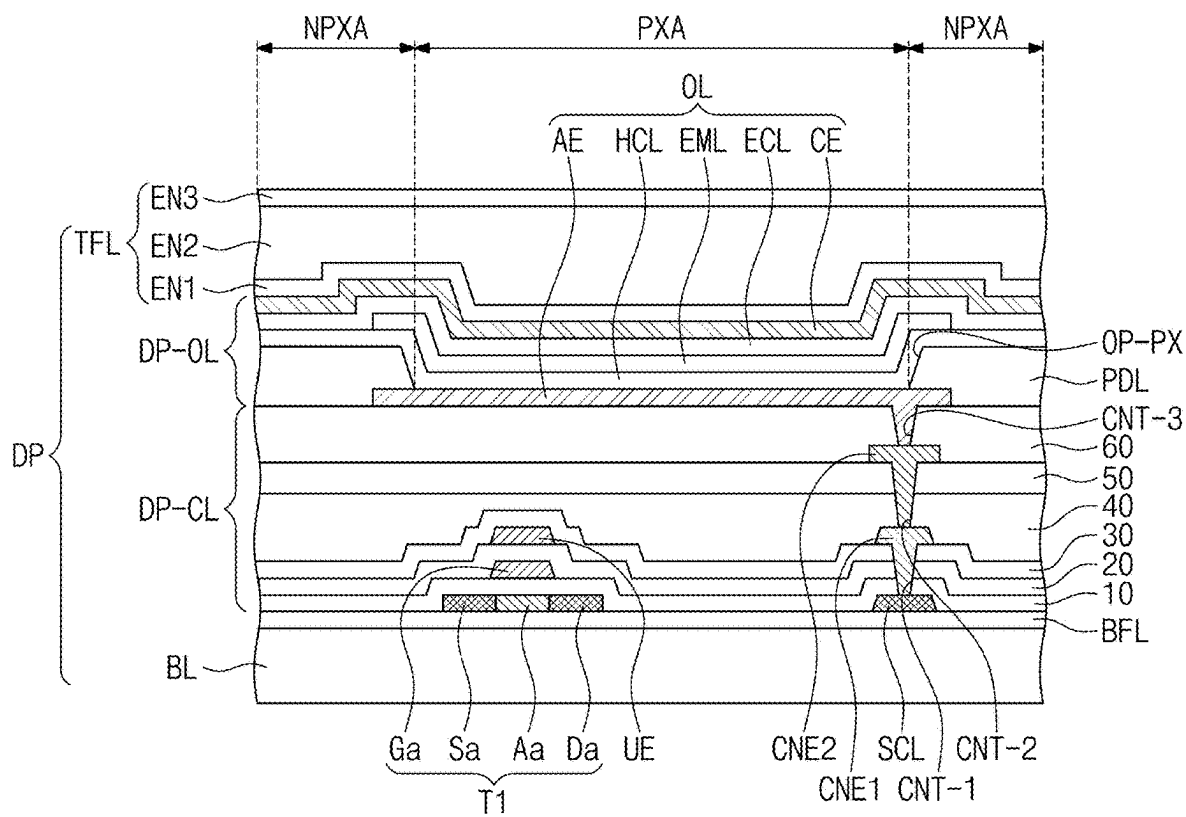 NPXA PXA NPXA
OL
AE HCL EML ECL CE
EN3
TFL EN2
EN1
OP-PX
DP-OL
PDL
CNT-3
DP
60
50
DP-CL
40
30
20
10
BFL
BL
Ga Sa Aa Da UE CNE2 SCL CNT-2
CNE1 CNT-1
T1